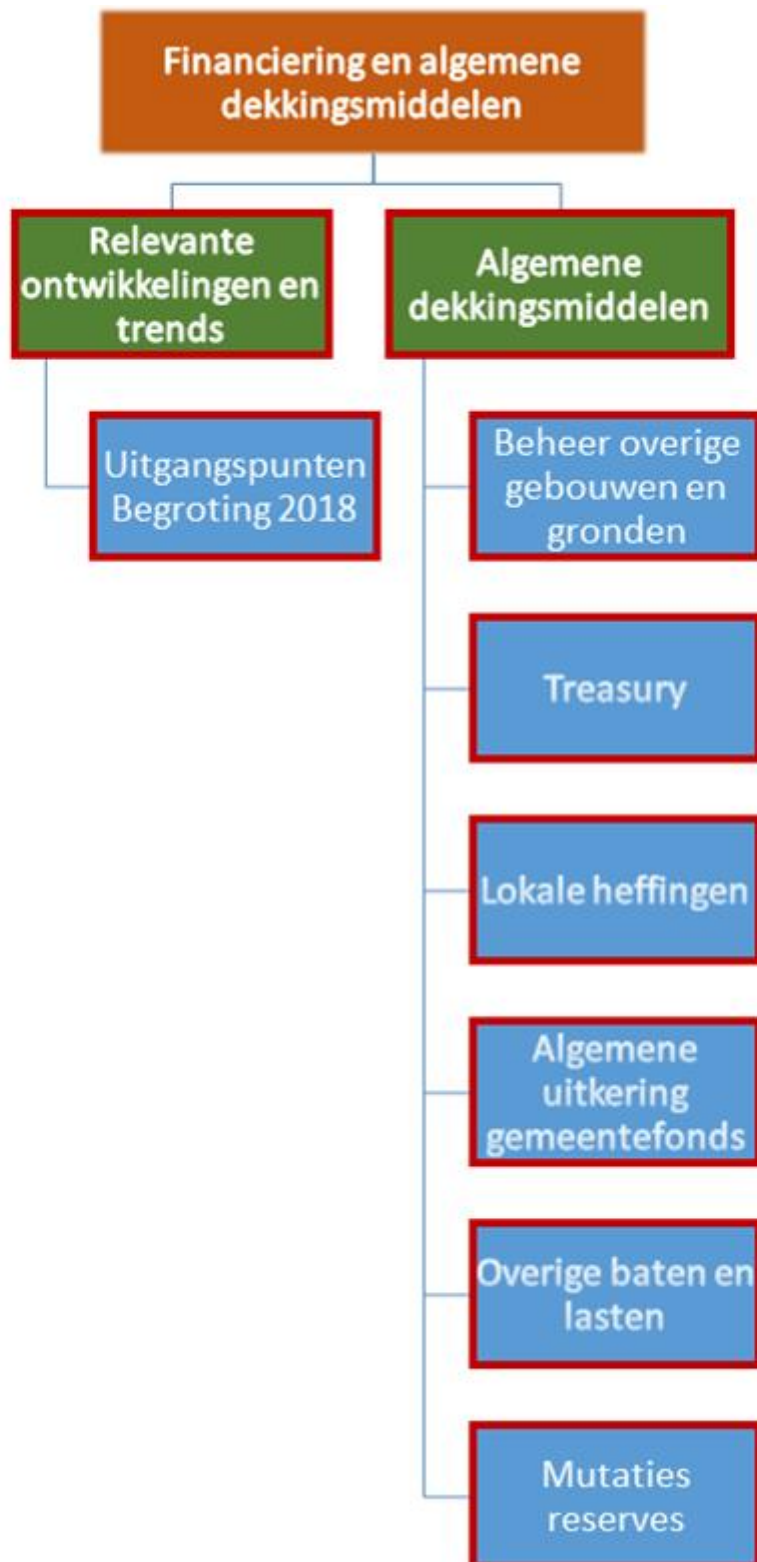 Financiering en algemene
dekkingsmiddelen
Relevante
ontwikkelingen en
trends
Algemene
dekkingsmiddelen
Uitgangspunten
Begroting 2018
Beheer overige
gebouwen en
gronden
Treasury
Lokale heffingen
Algemene
uitkering
gemeentefonds
Overige baten en
lasten
Mutaties
reserves